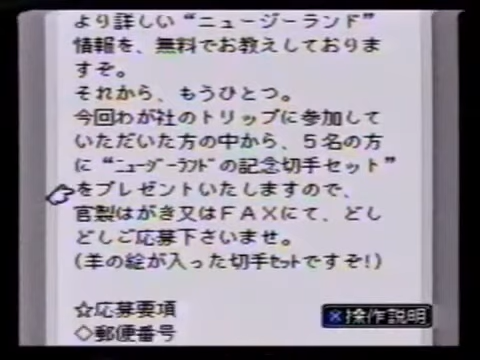 より詳しい“ニュージーランド”
情報を、無料でお教えしておりま
すぞ。
それから、もうひとつ。
今回わが社のトリップに参加して
いただいた方の中から、５名の方
に“ﾆｭｰｼﾞｰﾗﾝﾄﾞの記念切手セット”
をプレゼントいたしますので、
官製はがき又はＦＡＸにて、どし
どしご応募下さいませ。
(羊の絵が入った切手ｾｯﾄですぞ!)
☆応募要項
※操作説明
◇郵便番号